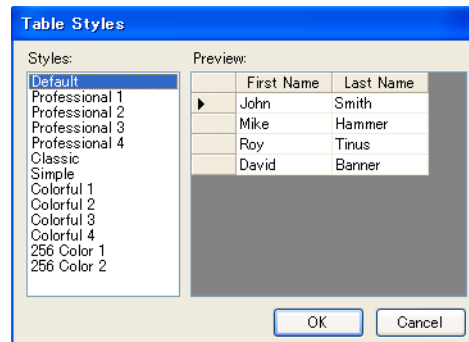 Table Styles
Styles:
Preview:
Default
Professional 1
Professional 2
Professional 3
Professional 4
Classic
Simple
Colorful 1
Colorful 2
Colorful 3
Colorful 4
256 Color 1
256 Color 2
First Name Last Name
John Smith
Mike Hammer
Roy Tinus
David Banner
OK Cancel